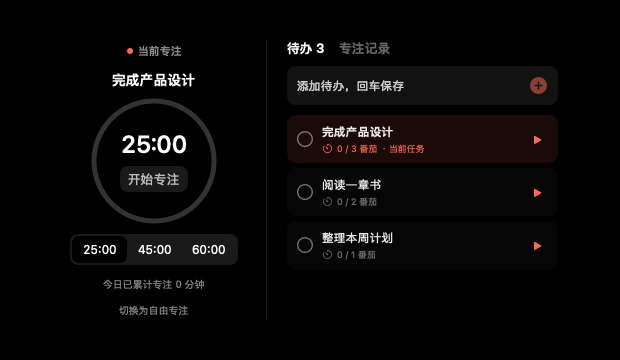 当前专注
完成产品设计
25:00
开始专注
25:00 45:00 60:00
今日已累计专注 0 分钟
切换为自由专注
待办 3 专注记录
添加待办，回车保存
完成产品设计
0 / 3 番茄 · 当前任务
阅读一章书
0 / 2 番茄
整理本周计划
0 / 1 番茄